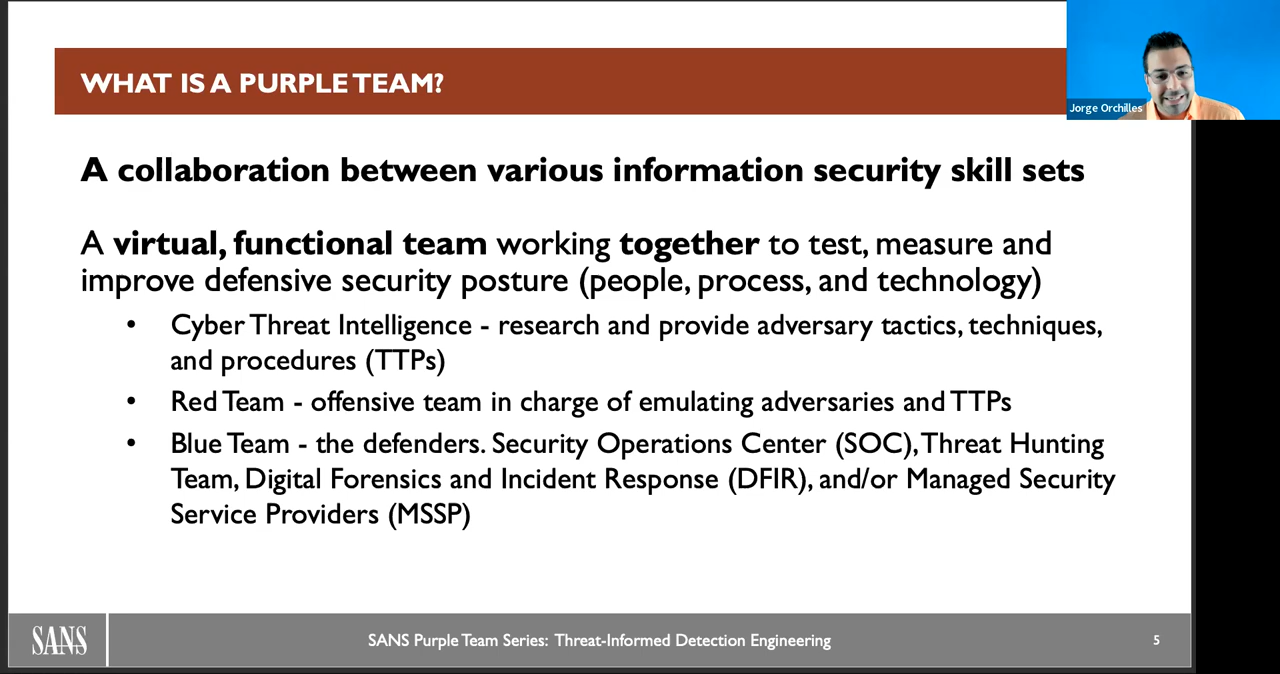 WHAT IS A PURPLE TEAM?
Jorge Orchilles
A collaboration between various information security skill sets
A virtual, functional team working together to test, measure and
improve defensive security posture (people, process, and technology)
• Cyber Threat Intelligence - research and provide adversary tactics, techniques,
and procedures (TTPs)
• Red Team - offensive team in charge of emulating adversaries and TTPs
• Blue Team - the defenders. Security Operations Center (SOC), Threat Hunting
Team, Digital Forensics and Incident Response (DFIR), and/or Managed Security
Service Providers (MSSP)
SANS
SANS Purple Team Series: Threat-Informed Detection Engineering
5